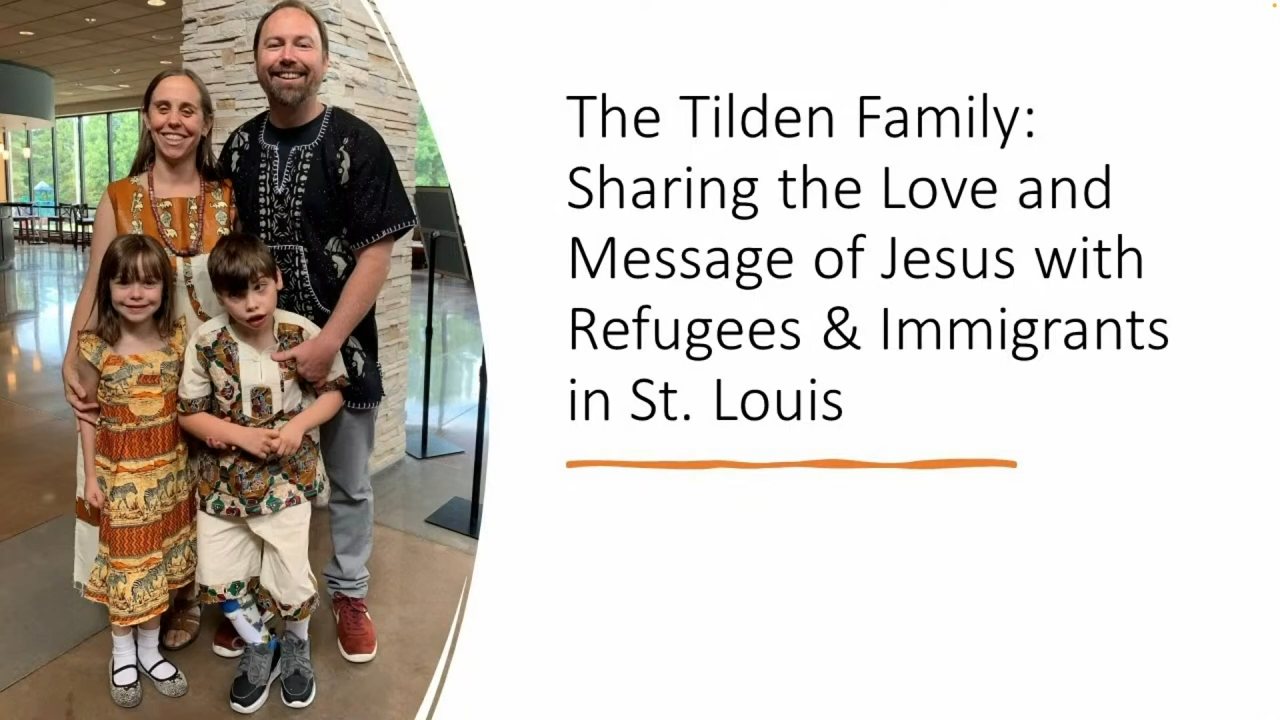 The Tilden Family:
Sharing the Love and
Message of Jesus with
Refugees & Immigrants
in St. Louis